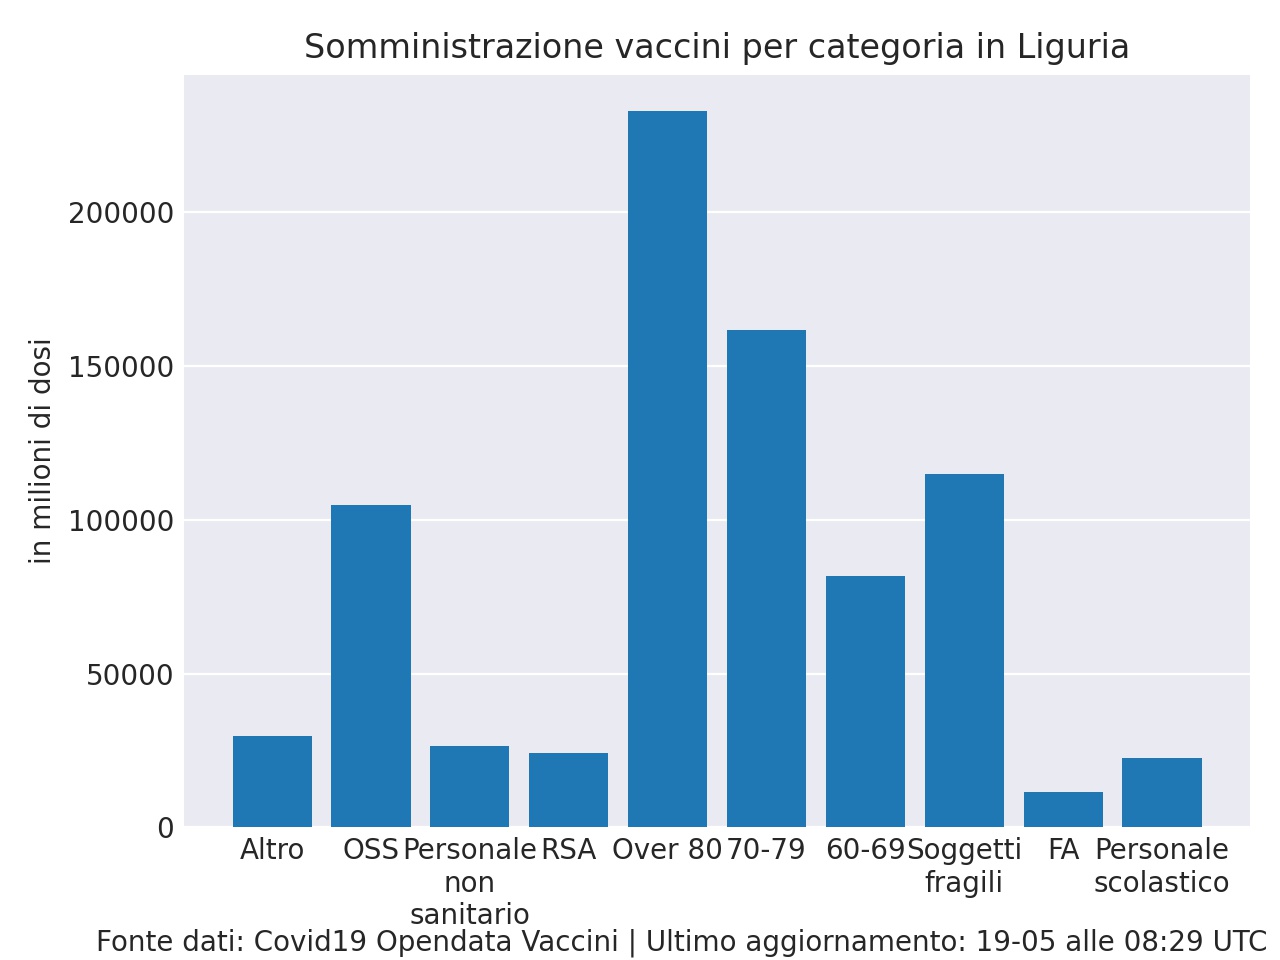 Somministrazione vaccini per categoria in Liguria
in milioni di dosi
200000
150000
100000
50000
0
Altro
OSS
Personale
non
sanitario
RSA
Over 80
70-79
60-69
Soggetti
fragili
FA
Personale
scolastico
Fonte dati: Covid19 Opendata Vaccini | Ultimo aggiornamento: 19-05 alle 08:29 UTC